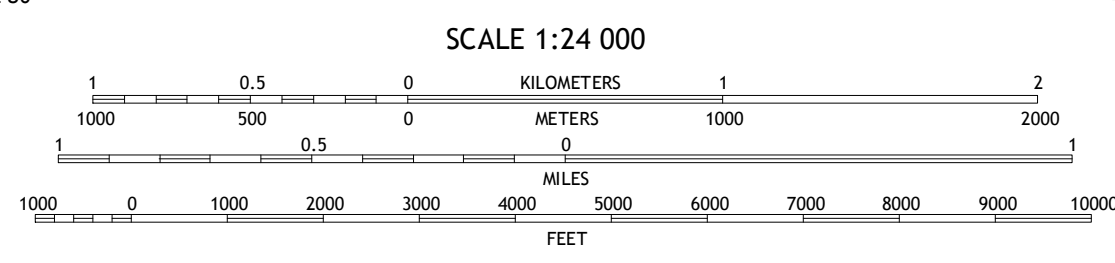 SCALE 1:24 000
1 0.5 0 KILOMETERS 1 2
1000 500 0 METERS 1000 2000
1 0.5 0 1
MILES
1000 0 1000 2000 3000 4000 5000 6000 7000 8000 9000 10000
FEET